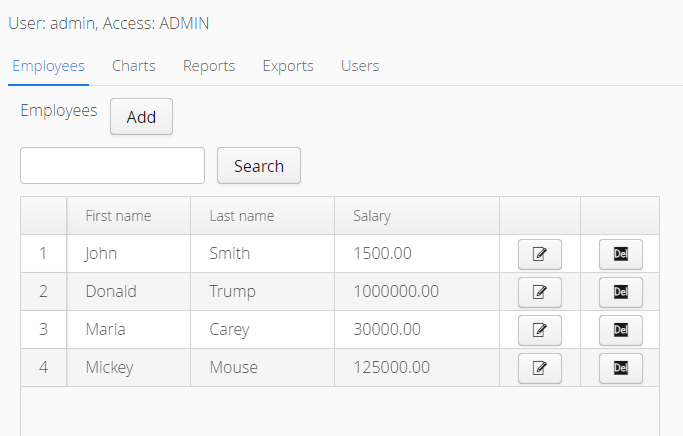 User: admin, Access: ADMIN
Employees Charts Reports Exports Users
Employees Add
Search
First name Last name Salary
1 John Smith 1500.00 Del
2 Donald Trump 1000000.00 Del
3 Maria Carey 30000.00 Del
4 Mickey Mouse 125000.00 Del